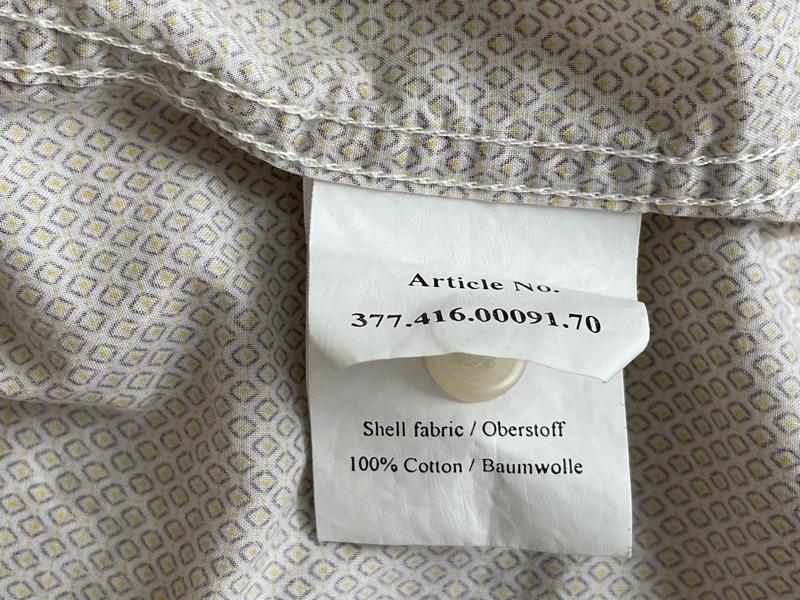 Article No.
377.416.00091.70
Shell fabric / Oberstoff
100% Cotton / Baumwolle